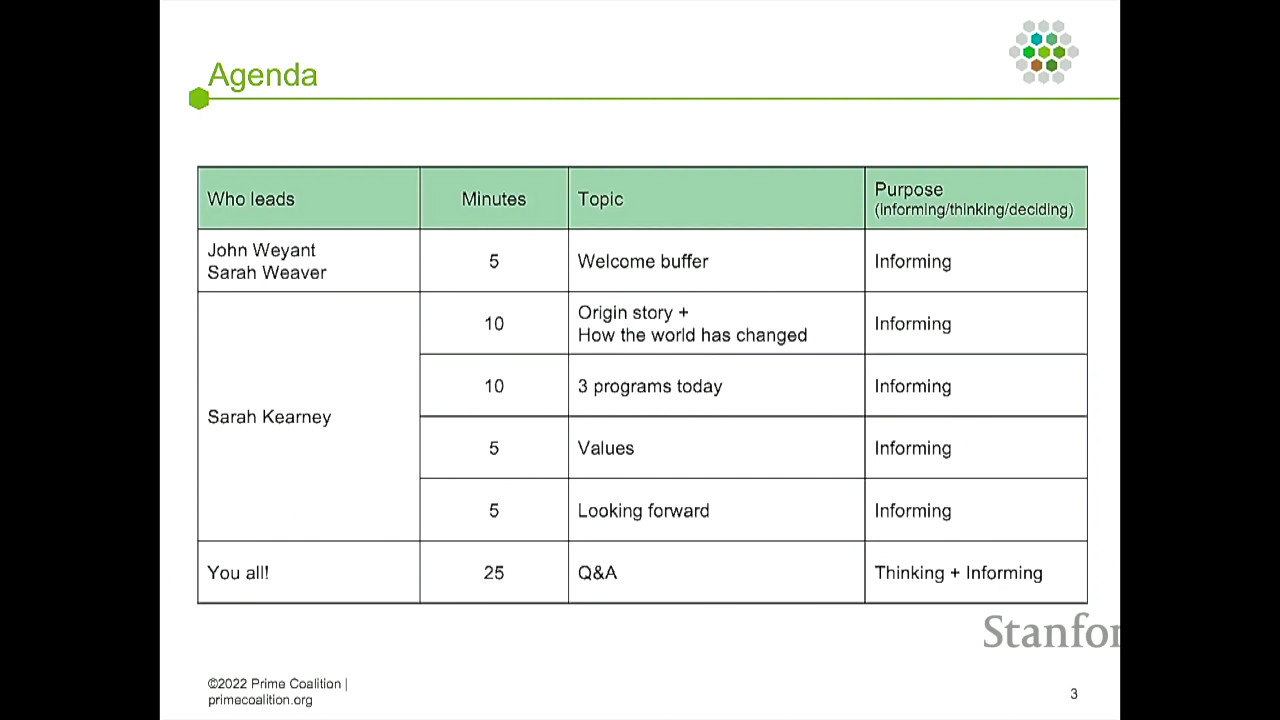 Agenda
Who leads
Minutes
Topic
Purpose
(informing/thinking/deciding)
John Weyant
Sarah Weaver
5
Welcome buffer
Informing
Sarah Kearney
10
Origin story +
How the world has changed
Informing
10
3 programs today
Informing
5
Values
Informing
5
Looking forward
Informing
You all!
25
Q&A
Thinking + Informing
Stanfor
©2022 Prime Coalition |
primecoalition.org
3